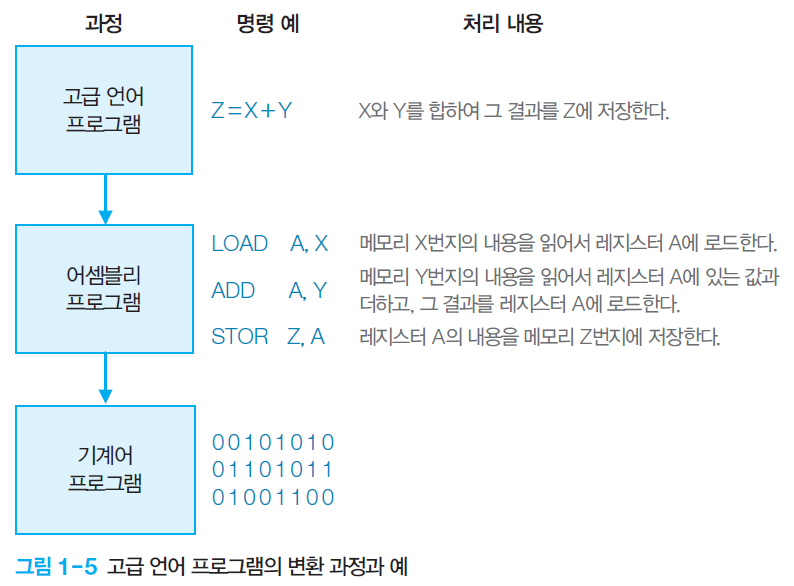 과정 명령 예 처리 내용
고급 언어
프로그램
Z=X+Y X와 Y를 합하여 그 결과를 Z에 저장한다.
어셈블리
프로그램
LOAD A, X 메모리 X번지의 내용을 읽어서 레지스터 A에 로드한다.
ADD A, Y 메모리 Y번지의 내용을 읽어서 레지스터 A에 있는 값과
더하고, 그 결과를 레지스터 A에 로드한다.
STOR Z, A 레지스터 A의 내용을 메모리 Z번지에 저장한다.
기계어
프로그램
00101010
01101011
01001100
그림 1-5 고급 언어 프로그램의 변환 과정과 예